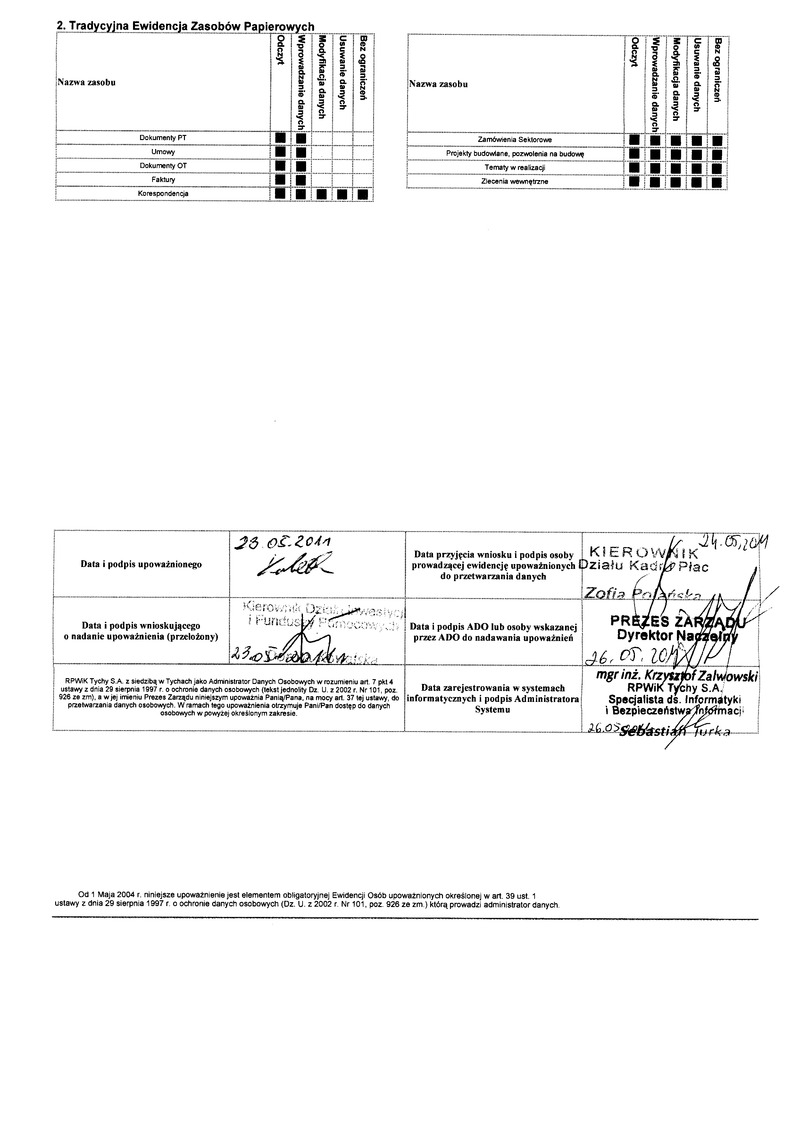 2. Tradycyjna Ewidencja Zasobów Papierowych
Nazwa zasobu
Odczyt
Wprowadzanie danych
Modyfikacja danych
Usuwanie danych
Bez ograniczeń
Dokumenty PT
Umowy
Dokumenty OT
Faktury
Korespondencja
Nazwa zasobu
Odczyt
Wprowadzanie danych
Modyfikacja danych
Usuwanie danych
Bez ograniczeń
Zamówienia Sektorowe
Projekty budowlane, pozwolenia na budowę
Tematy w realizacji
Zlecenia wewnętrzne
Data i podpis upoważnionego
23.05.2011
Data przyjęcia wniosku i podpis osoby
prowadzącej ewidencję upoważnionych
do przetwarzania danych
24.05.2011
KIEROWNIK
Działu Kadr i Płac
Zofia Polańska
Data i podpis wnioskującego
o nadanie upoważnienia (przełożony)
Kierownik Działu Inwestycji
i Funduszy Pomocowych
23.05.2011
Data i podpis ADO lub osoby wskazanej
przez ADO do nadawania upoważnień
PREZES ZARZĄDU
Dyrektor Naczelny
26.05.2011
mgr inż. Krzysztof Zalwowski
RPWiK Tychy S.A. z siedzibą w Tychach jako Administrator Danych Osobowych w rozumieniu art. 7 pkt 4
ustawy z dnia 29 sierpnia 1997 r. o ochronie danych osobowych (tekst jednolity Dz. U. z 2002 r. Nr 101, poz.
926 ze zm), a w jej imieniu Prezes Zarządu niniejszym upoważnia Panią/Pana, na mocy art. 37 tej ustawy, do
przetwarzania danych osobowych. W ramach tego upoważnienia otrzymuje Pani/Pan dostęp do danych
osobowych w powyżej określonym zakresie.
Data zarejestrowania w systemach
informatycznych i podpis Administratora
Systemu
RPWiK Tychy S.A.
Specjalista ds. Informatyki
i Bezpieczeństwa Informacji
26.05
Sebastian Turka
Od 1 Maja 2004 r. niniejsze upoważnienie jest elementem obligatoryjnej Ewidencji Osób upoważnionych określonej w art. 39 ust. 1
ustawy z dnia 29 sierpnia 1997 r. o ochronie danych osobowych (Dz. U. z 2002 r. Nr 101, poz. 926 ze zm.) którą prowadzi administrator danych.